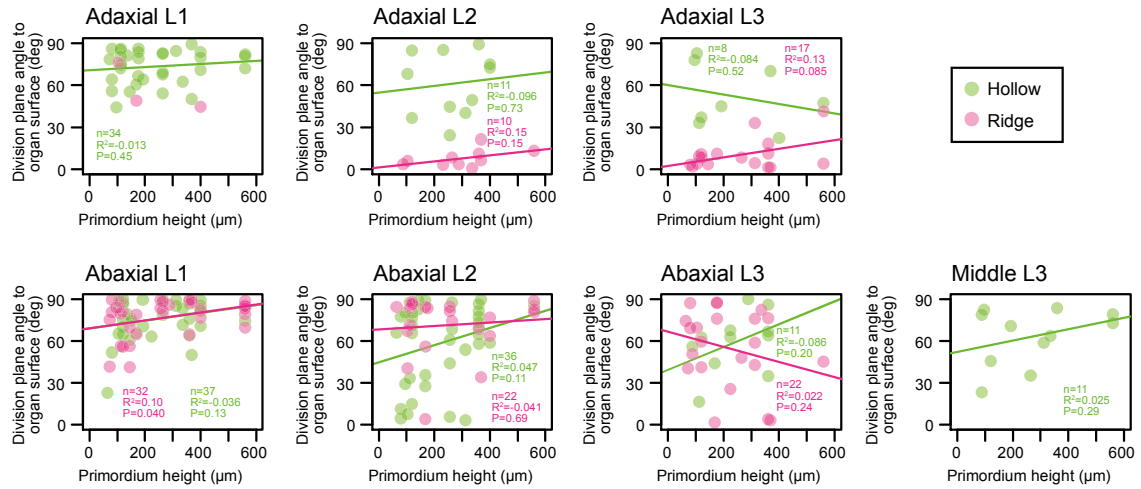 Adaxial L1
Division plane angle to
organ surface (deg)
90
60
30
0
n=34
R²=-0.013
P=0.45
0 200 400 600
Primordium height (µm)
Adaxial L2
Division plane angle to
organ surface (deg)
90
60
30
0
n=11
R²=-0.096
P=0.73
n=10
R²=0.15
P=0.15
0 200 400 600
Primordium height (µm)
Adaxial L3
Division plane angle to
organ surface (deg)
90
60
30
0
n=8
R²=-0.084
P=0.52
n=17
R²=0.13
P=0.085
0 200 400 600
Primordium height (µm)
Hollow
Ridge
Abaxial L1
Division plane angle to
organ surface (deg)
90
60
30
0
n=32
R²=0.10
P=0.040
n=37
R²=-0.036
P=0.13
0 200 400 600
Primordium height (µm)
Abaxial L2
Division plane angle to
organ surface (deg)
90
60
30
0
n=36
R²=0.047
P=0.11
n=22
R²=-0.041
P=0.69
0 200 400 600
Primordium height (µm)
Abaxial L3
Division plane angle to
organ surface (deg)
90
60
30
0
n=11
R²=-0.086
P=0.20
n=22
R²=0.022
P=0.24
0 200 400 600
Primordium height (µm)
Middle L3
Division plane angle to
organ surface (deg)
90
60
30
0
n=11
R²=0.025
P=0.29
0 200 400 600
Primordium height (µm)